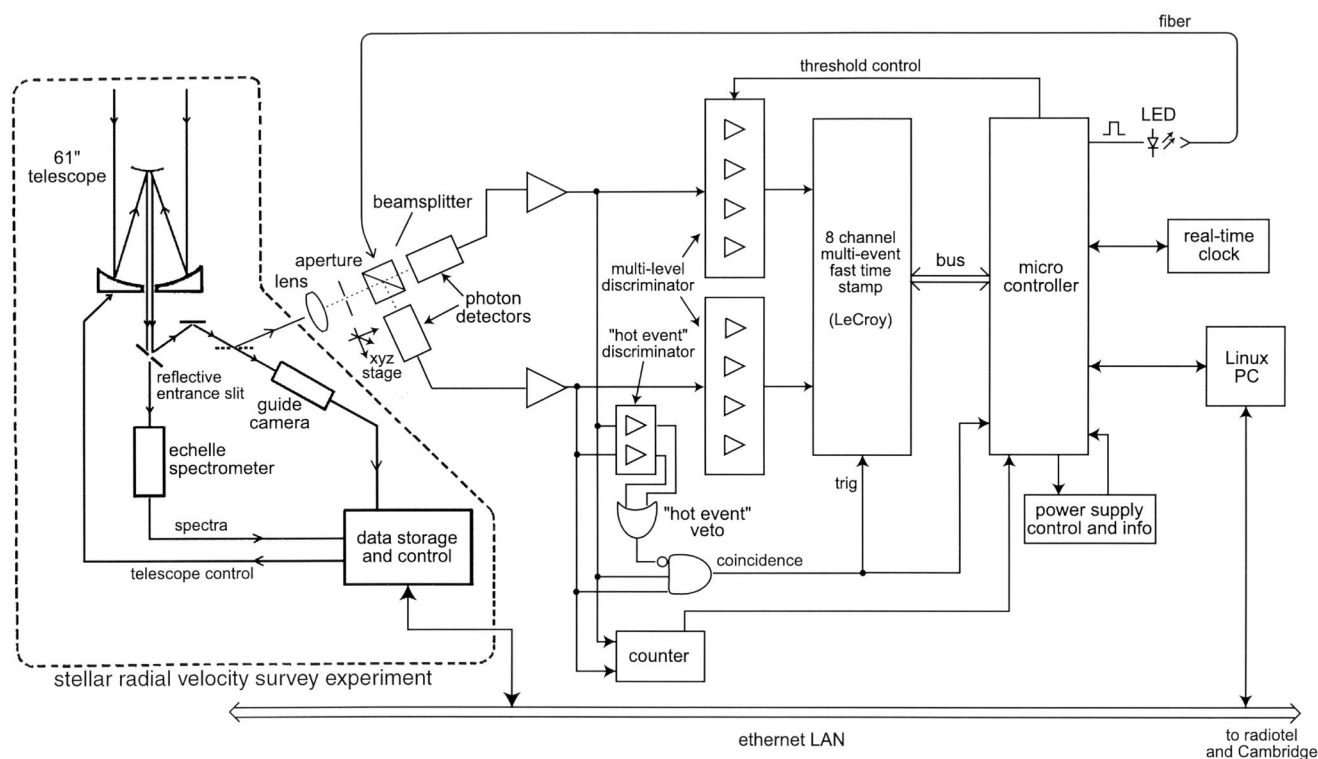 fiber
threshold control
LED
61"
telescope
beamsplitter
aperture
lens
photon
detectors
xyz
stage
multi-level
discriminator
"hot event"
discriminator
8 channel
multi-event
fast time
stamp
(LeCroy)
bus
micro
controller
real-time
clock
Linux
PC
reflective
entrance slit
guide
camera
echelle
spectrometer
trig
"hot event"
veto
power supply
control and info
spectra
data storage
and control
telescope control
coincidence
counter
stellar radial velocity survey experiment
ethernet LAN
to radiotel
and Cambridge